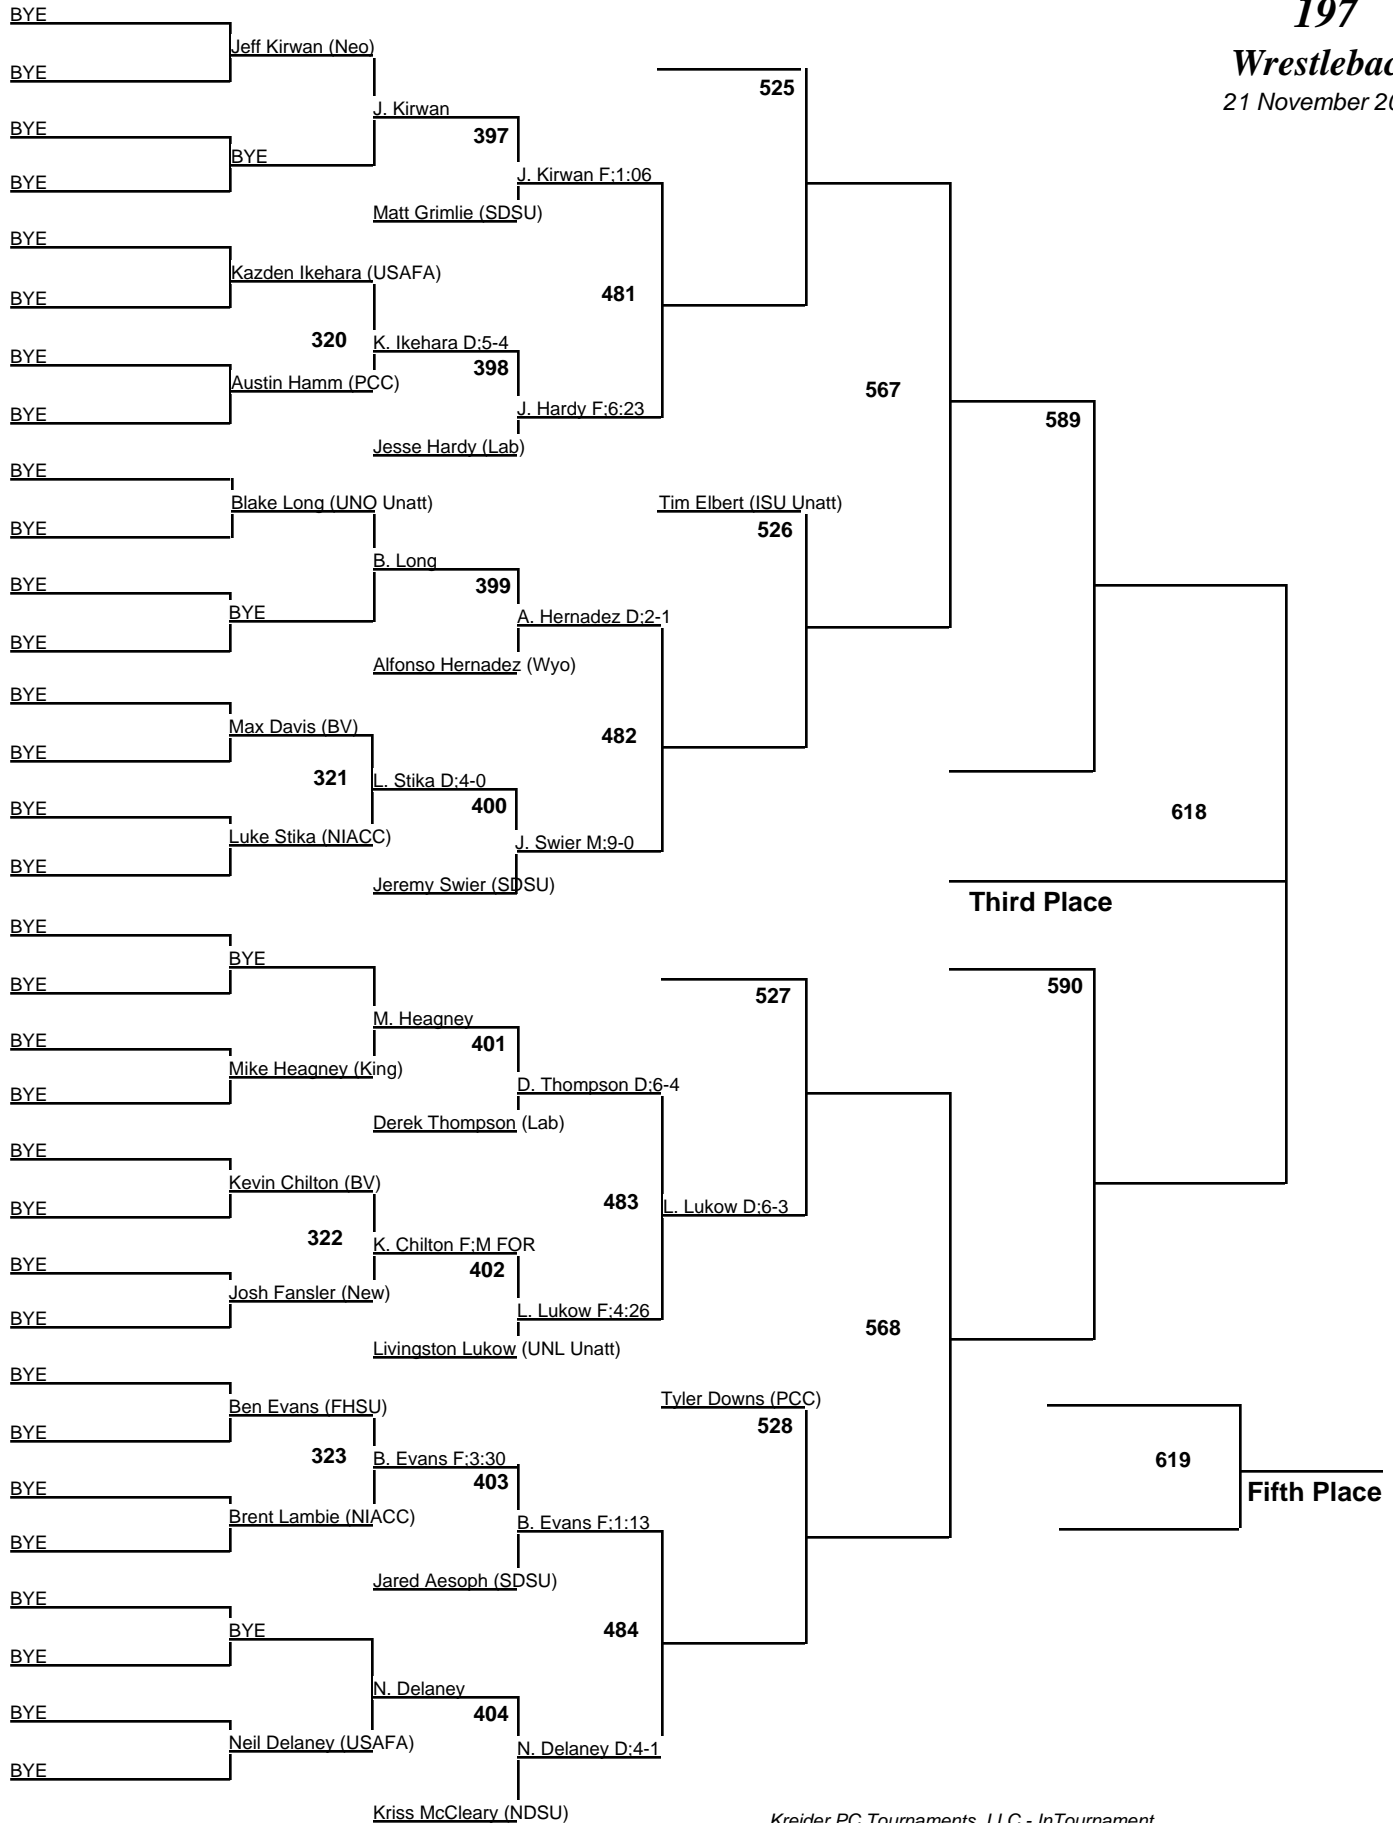 197
Wrestlebac
21 November 20
BYE
Jeff Kirwan (Neo)
BYE
525
J. Kirwan
BYE
397
BYE
J. Kirwan F;1:06
BYE
Matt Grimlie (SDSU)
BYE
Kazden Ikehara (USAFA)
BYE
481
320
K. Ikehara D;5-4
BYE
398
Austin Hamm (PCC)
567
BYE
J. Hardy F;6:23
589
Jesse Hardy (Lab)
BYE
Blake Long (UNO Unatt)
Tim Elbert (ISU Unatt)
BYE
526
B. Long
BYE
399
BYE
A. Hernadez D;2-1
BYE
Alfonso Hernadez (Wyo)
BYE
Max Davis (BV)
482
BYE
321
L. Stika D;4-0
BYE
400
618
Luke Stika (NIACC)
J. Swier M;9-0
BYE
Jeremy Swier (SDSU)
Third Place
BYE
BYE
BYE
527
590
M. Heagney
BYE
401
Mike Heagney (King)
D. Thompson D;6-4
BYE
Derek Thompson (Lab)
BYE
Kevin Chilton (BV)
483
BYE
L. Lukow D;6-3
322
K. Chilton F;M FOR
BYE
402
Josh Fansler (New)
BYE
L. Lukow F;4:26
568
Livingston Lukow (UNL Unatt)
BYE
Ben Evans (FHSU)
Tyler Downs (PCC)
BYE
528
323
B. Evans F;3:30
619
BYE
403
Fifth Place
Brent Lambie (NIACC)
B. Evans F;1:13
BYE
Jared Aesoph (SDSU)
BYE
BYE
484
BYE
N. Delaney
BYE
404
Neil Delaney (USAFA)
N. Delaney D;4-1
BYE
Kriss McCleary (NDSU)
Kreider PC Tournaments, LLC - InTournament